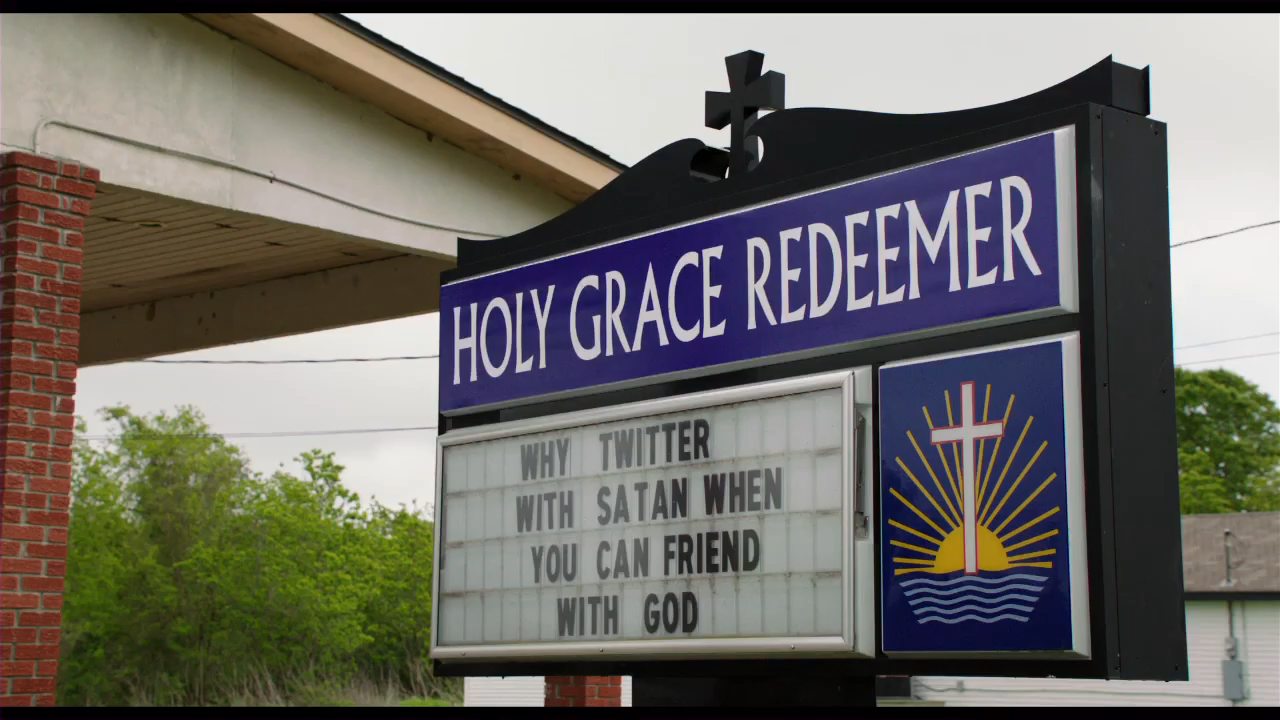 HOLY GRACE REDEEMER
WHY TWITTER
WITH SATAN WHEN
YOU CAN FRIEND
WITH GOD